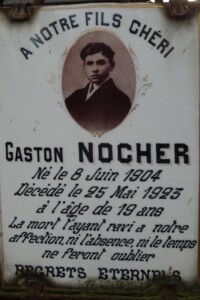 A NOTRE FILS CHÉRI
GASTON NOCHER
Né le 8 Juin 1904
Décédé le 25 Mai 1923
à l'âge de 19 ans
La mort t'ayant ravi a notre
affection, ni l'absence, ni le temps
ne feront oublier
REGRETS ETERNELS